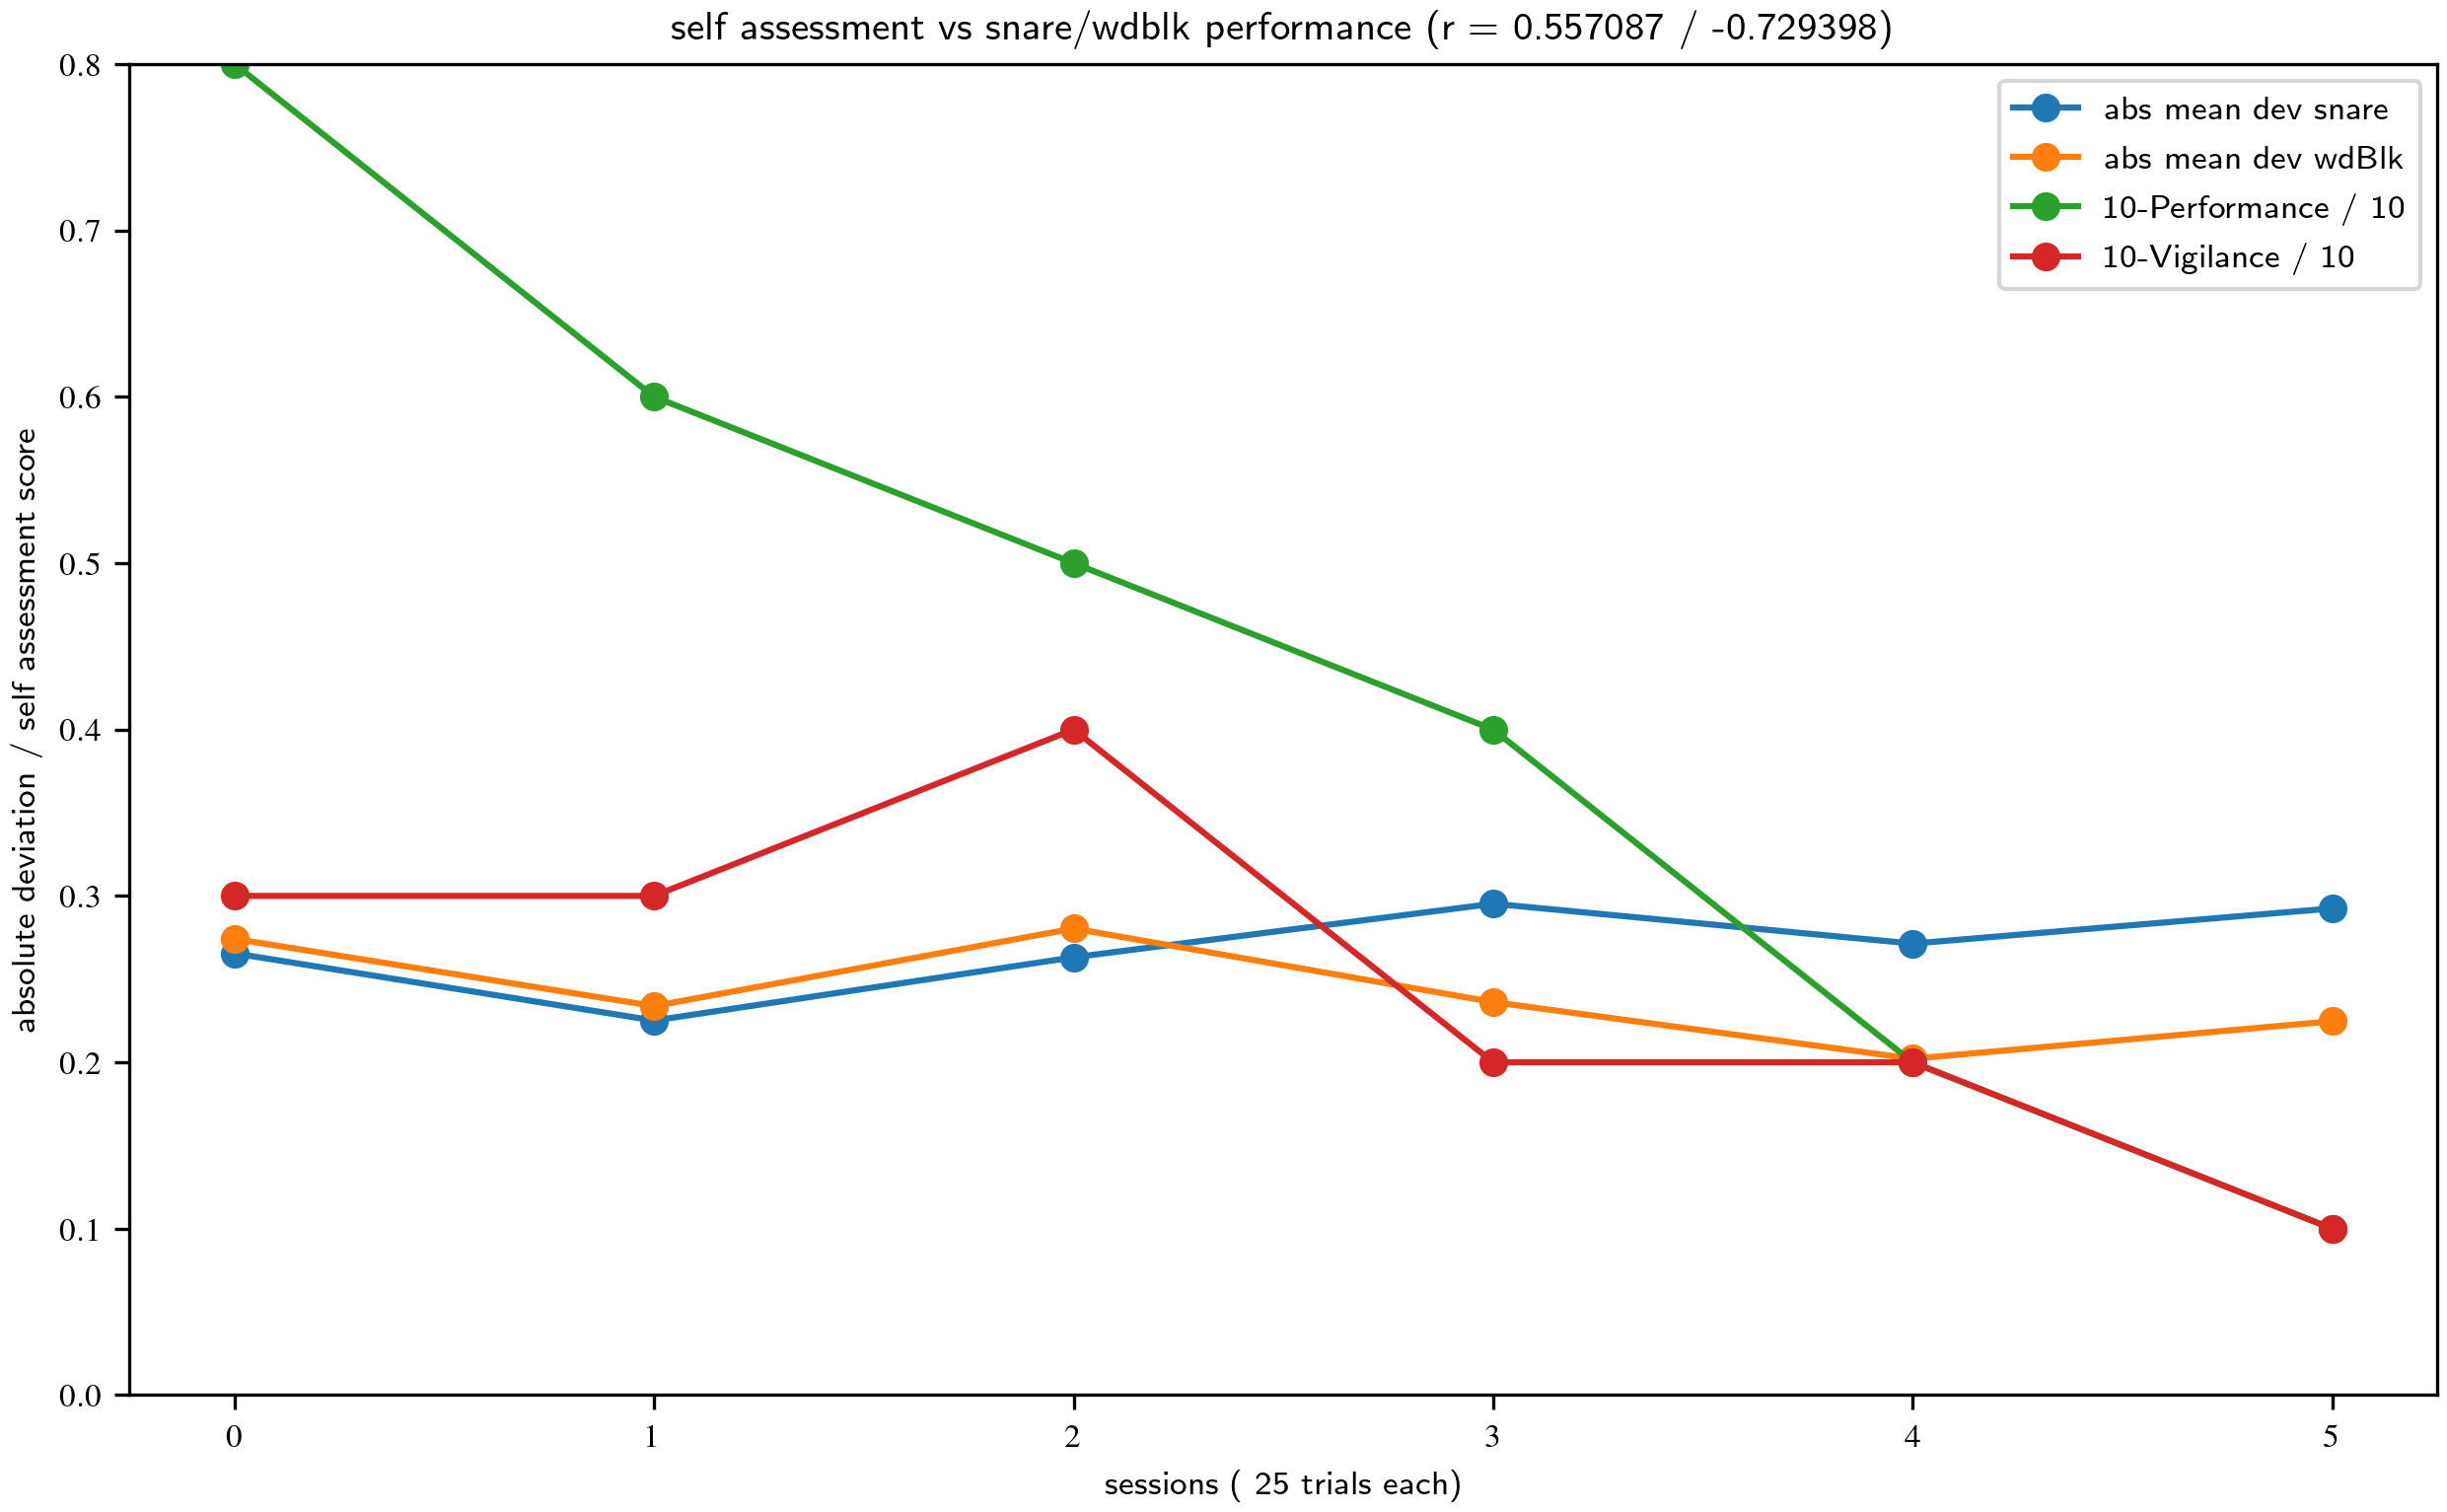 self assessment vs snare/wdblk performance (r = 0.557087 / -0.729398)
abs mean dev snare
abs mean dev wdBlk
10-Performance / 10
10-Vigilance / 10
absolute deviation / self assessment score
0.8
0.7
0.6
0.5
0.4
0.3
0.2
0.1
0.0
0 1 2 3 4 5
sessions ( 25 trials each)